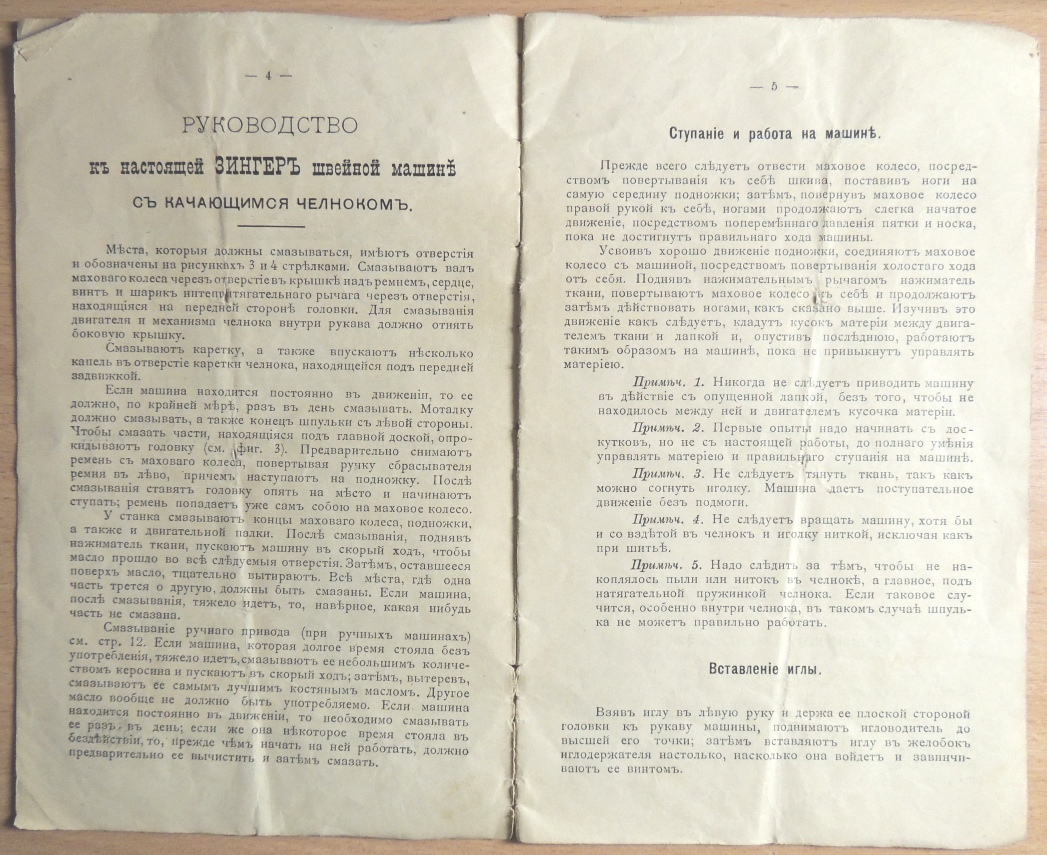 — 4 —
РУКОВОДСТВО
къ настоящей ЗИНГЕРЪ швейной машинѣ
СЪ КАЧАЮЩИМСЯ ЧЕЛНОКОМЪ.
Мѣста, которыя должны смазываться, имѣютъ отверстія
и обозначены на рисункахъ 3 и 4 стрѣлками. Смазываютъ валъ
маховаго колеса черезъ отверстіе въ крышкѣ надъ ремнемъ, сердце,
винтъ и шарикъ нитепритягательнаго рычага черезъ отверстія,
находящіяся на передней сторонѣ головки. Для смазыванія
двигателя и механизма челнока внутри рукава должно отнять
боковую крышку.
Смазываютъ каретку, а также впускаютъ нѣсколько
капель въ отверстіе каретки челнока, находящейся подъ передней
задвижкой.
Если машина находится постоянно въ движеніи, то ее
должно, по крайней мѣрѣ, разъ въ день смазывать. Моталку
должно смазывать, а также конецъ шпульки съ лѣвой стороны.
Чтобы смазать части, находящіяся подъ главной доской, опро-
кидываютъ головку (см. фиг. 3). Предварительно снимаютъ
ремень съ маховаго колеса, повертывая ручку сбрасывателя
ремня въ лѣво, причемъ наступаютъ на подножку. Послѣ
смазыванія ставятъ головку опять на мѣсто и начинаютъ
ступать; ремень попадаетъ уже самъ собою на маховое колесо.
У станка смазываютъ концы маховаго колеса, подножки,
а также и двигательной палки. Послѣ смазыванія, поднявъ
нажиматель ткани, пускаютъ машину въ скорый ходъ, чтобы
масло прошло во всѣ слѣдуемыя отверстія. Затѣмъ, оставшееся
поверхъ масло, тщательно вытираютъ. Всѣ мѣста, гдѣ одна
часть трется о другую, должны быть смазаны. Если машина,
послѣ смазыванія, тяжело идетъ, то, навѣрное, какая нибудь
часть не смазана.
Смазываніе ручнаго привода (при ручныхъ машинахъ)
см. стр. 12. Если машина, которая долгое время стояла безъ
употребленія, тяжело идетъ, смазываютъ ее небольшимъ количе-
ствомъ керосина и пускаютъ въ скорый ходъ; затѣмъ, вытеревъ,
смазываютъ ее самымъ лучшимъ костянымъ масломъ. Другое
масло вообще не должно быть употребляемо. Если машина
находится постоянно въ движеніи, то необходимо смазывать
ее разъ въ день; если же она нѣкоторое время стояла въ
бездѣйствіи, то, прежде чѣмъ начать на ней работать, должно
предварительно ее вычистить и затѣмъ смазать.
— 5 —
Ступаніе и работа на машинѣ.
Прежде всего слѣдуетъ отвести маховое колесо, посред-
ствомъ повертыванія къ себѣ шкива, поставивъ ноги на
самую середину подножки; затѣмъ, повернувъ маховое колесо
правой рукой къ себѣ, ногами продолжаютъ слегка начатое
движеніе, посредствомъ поперемѣннаго давленія пятки и носка,
пока не достигнутъ правильнаго хода машины.
Усвоивъ хорошо движеніе подножки, соединяютъ маховое
колесо съ машиной, посредствомъ повертыванія холостаго хода
отъ себя. Поднявъ нажимательнымъ рычагомъ нажиматель
ткани, повертываютъ маховое колесо къ себѣ и продолжаютъ
затѣмъ дѣйствовать ногами, какъ сказано выше. Изучивъ это
движеніе какъ слѣдуетъ, кладутъ кусокъ матеріи между двига-
телемъ ткани и лапкой и, опустивъ послѣднюю, работаютъ
такимъ образомъ на машинѣ, пока не привыкнутъ управлять
матеріею.
Примѣч. 1. Никогда не слѣдуетъ приводить машину
въ дѣйствіе съ опущенной лапкой, безъ того, чтобы не
находилось между ней и двигателемъ кусочка матеріи.
Примѣч. 2. Первые опыты надо начинать съ лос-
кутковъ, но не съ настоящей работы, до полнаго умѣнія
управлять матеріею и правильнаго ступанія на машинѣ.
Примѣч. 3. Не слѣдуетъ тянуть ткань, такъ какъ
можно согнуть иголку. Машина даетъ поступательное
движеніе безъ подмоги.
Примѣч. 4. Не слѣдуетъ вращать машину, хотя бы
и со вздѣтой въ челнокъ и иголку ниткой, исключая какъ
при шитьѣ.
Примѣч. 5. Надо слѣдить за тѣмъ, чтобы не на-
коплялось пыли или нитокъ въ челнокѣ, а главное, подъ
натягательной пружинкой челнока. Если таковое слу-
чится, особенно внутри челнока, въ такомъ случаѣ шпуль-
ка не можетъ правильно работать.
Вставленіе иглы.
Взявъ иглу въ лѣвую руку и держа ее плоской стороной
головки къ рукаву машины, поднимаютъ игловодитель до
высшей его точки; затѣмъ вставляютъ иглу въ желобокъ
иглодержателя настолько, насколько она войдетъ и завинчи-
ваютъ ее винтомъ.